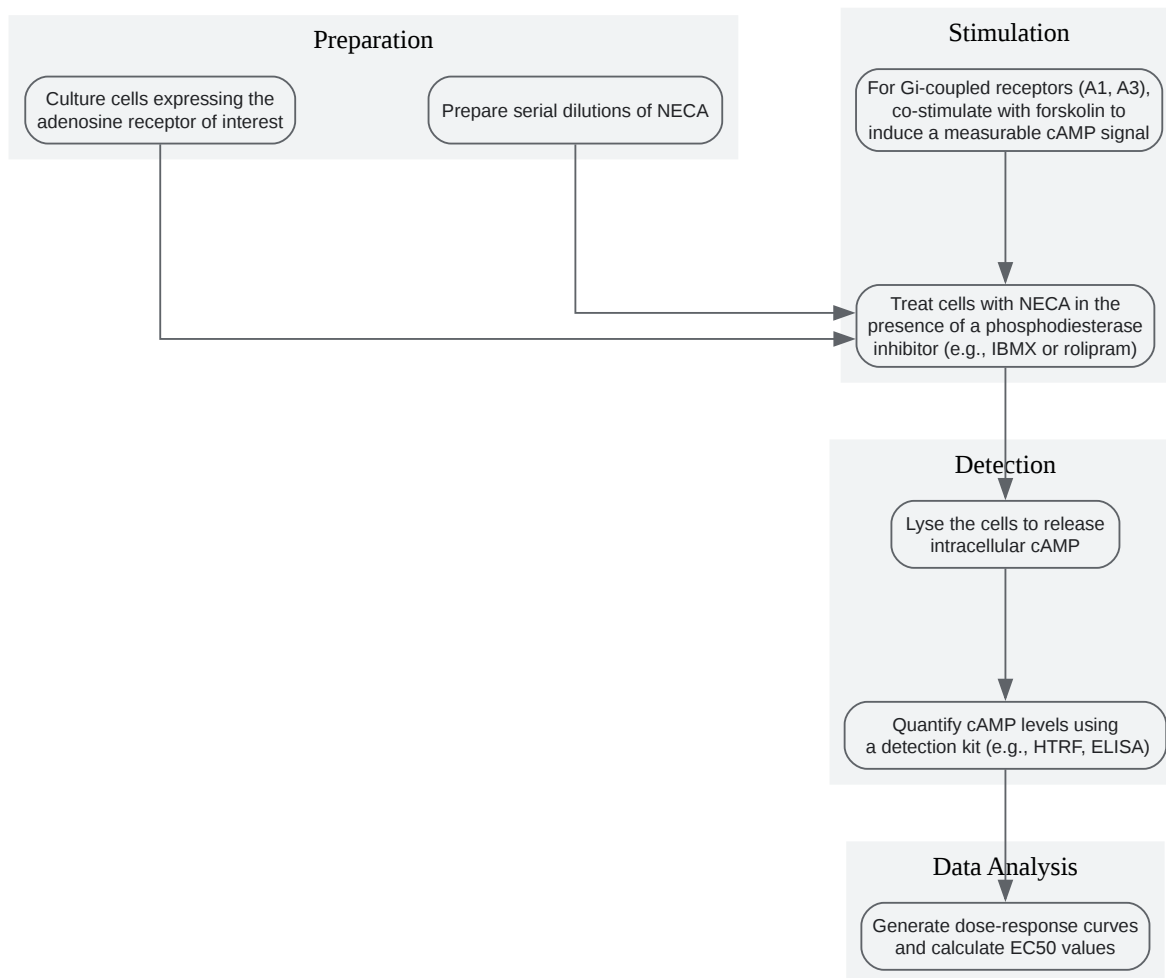 Preparation
Culture cells expressing the
adenosine receptor of interest
Prepare serial dilutions of NECA
Stimulation
For Gi-coupled receptors (A1, A3),
co-stimulate with forskolin to
induce a measurable cAMP signal
Treat cells with NECA in the
presence of a phosphodiesterase
inhibitor (e.g., IBMX or rolipram)
Detection
Lyse the cells to release
intracellular cAMP
Quantify cAMP levels using
a detection kit (e.g., HTRF, ELISA)
Data Analysis
Generate dose-response curves
and calculate EC50 values